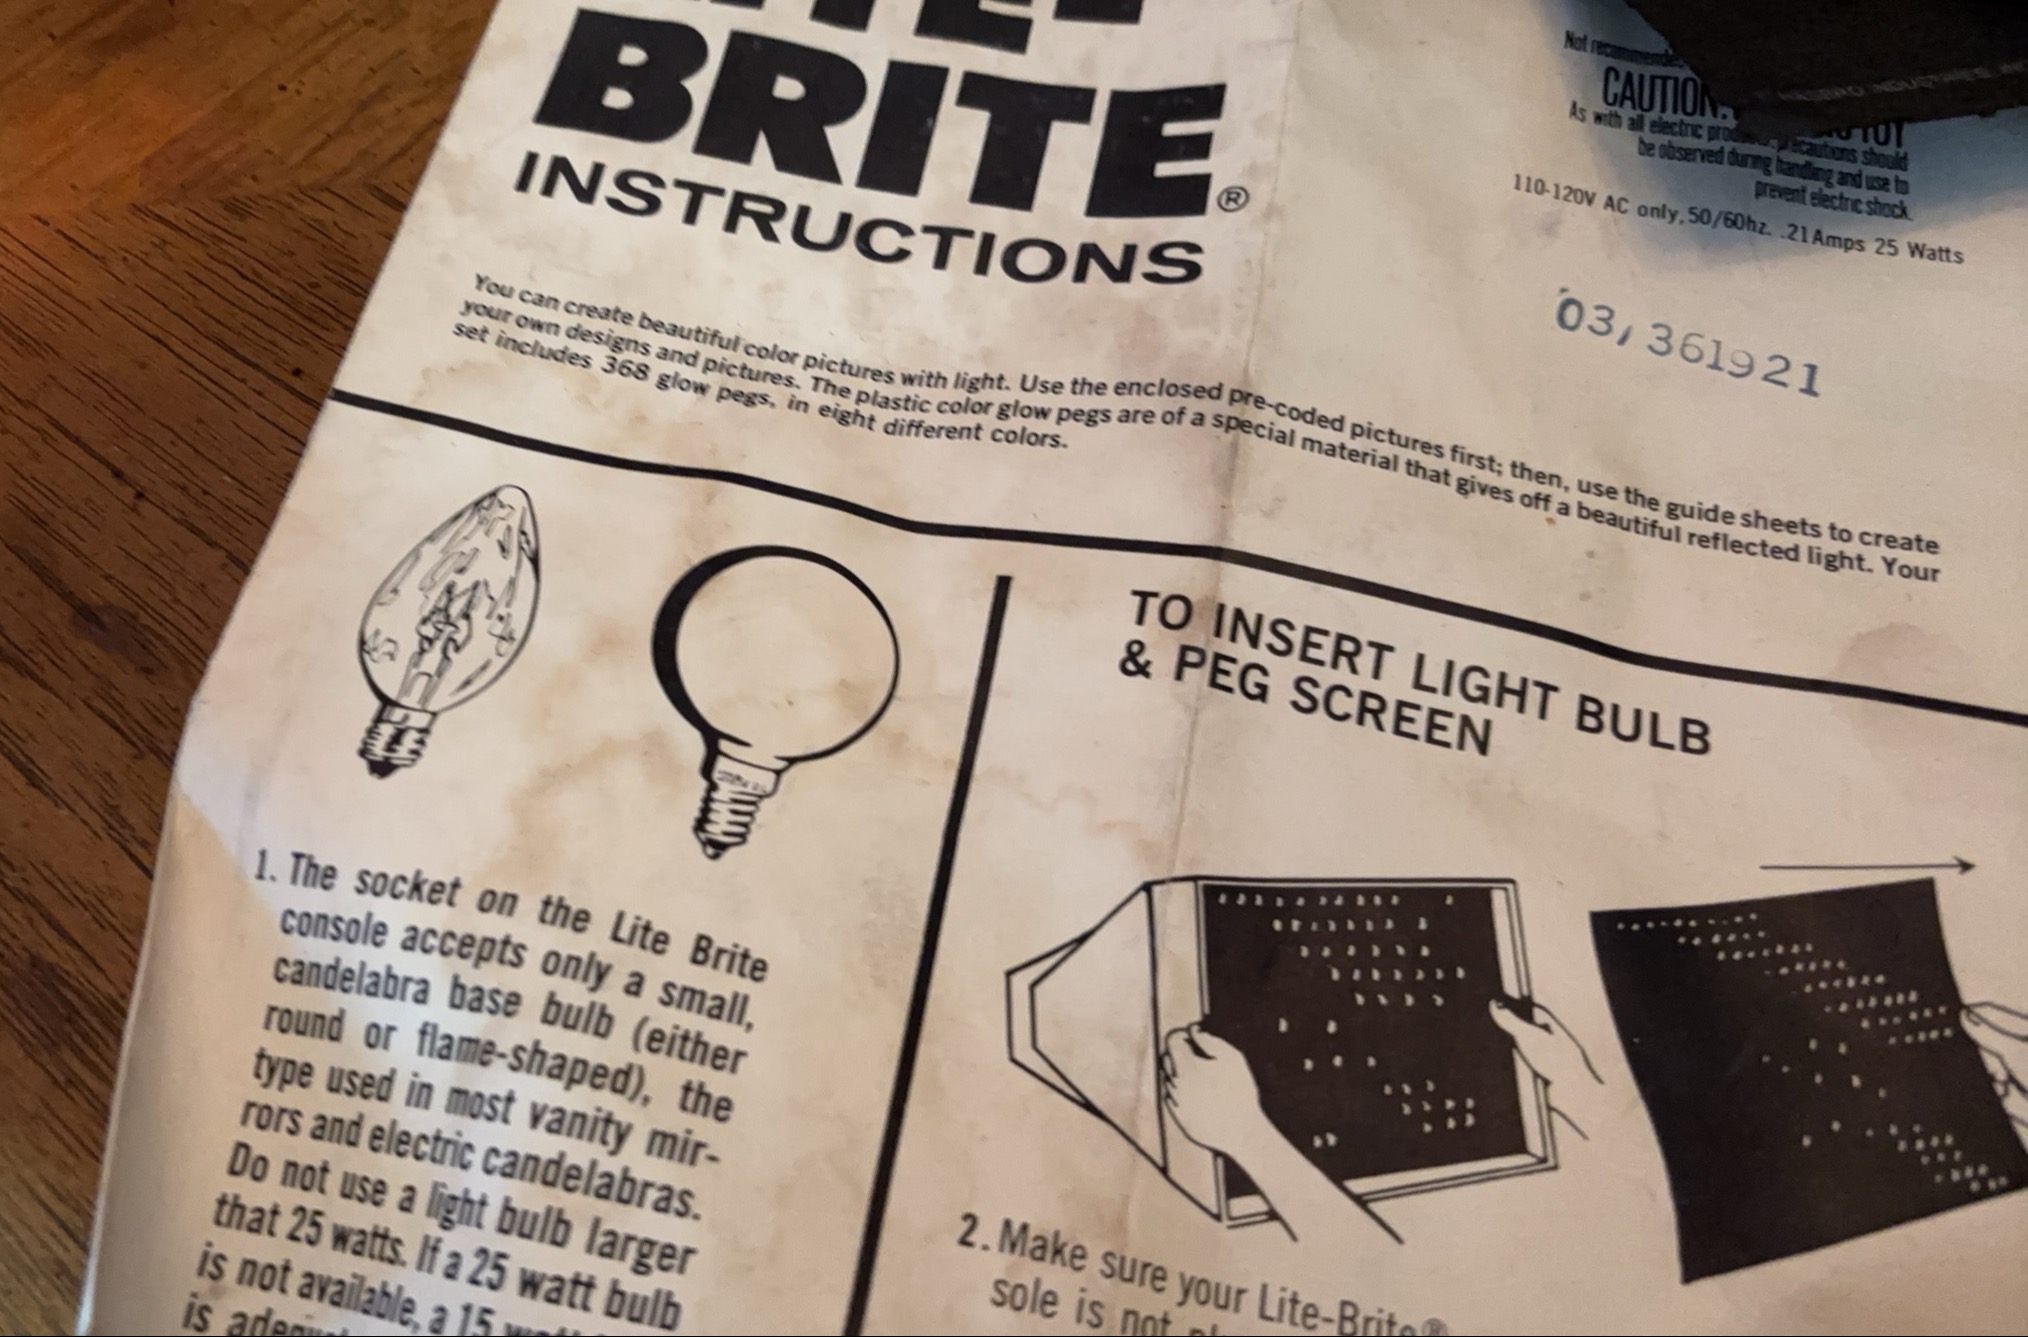 BRITE®
INSTRUCTIONS
You can create beautiful color pictures with light. Use the enclosed pre-coded pictures first; then, use the guide sheets to create
your own designs and pictures. The plastic color glow pegs are of a special material that gives off a beautiful reflected light. Your
set includes 368 glow pegs, in eight different colors.
Not recommende
CAUTION: TOY
As with all electric precautions should
be observed during handling and use to
prevent electric shock.
110-120V AC only, 50/60hz. .21 Amps 25 Watts
03, 361921
1. The socket on the Lite Brite
console accepts only a small,
candelabra base bulb (either
round or flame-shaped), the
type used in most vanity mir-
rors and electric candelabras.
Do not use a light bulb larger
that 25 watts. If a 25 watt bulb
is not available, a 15
is
TO INSERT LIGHT BULB
& PEG SCREEN
2. Make sure your Lite-Brite®
sole is not